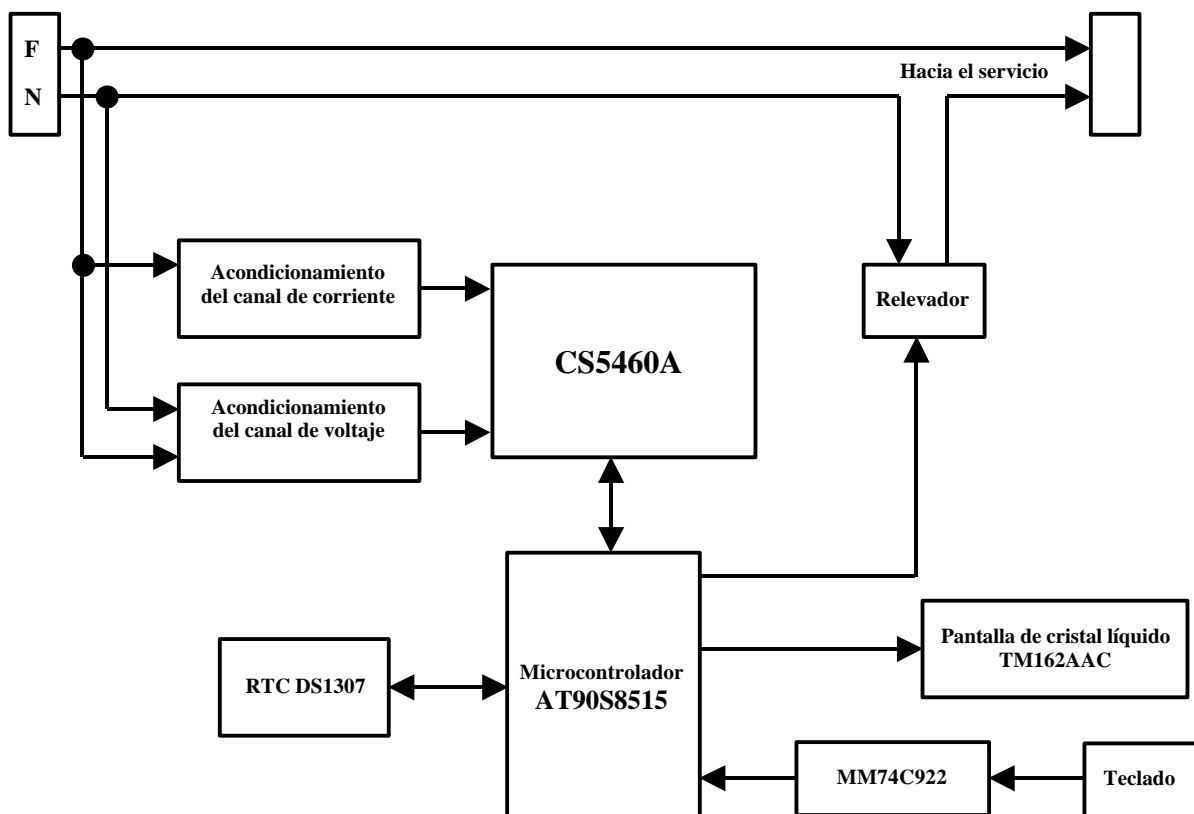 F
N
Hacia el servicio
Acondicionamiento
del canal de corriente
CS5460A
Relevador
Acondicionamiento
del canal de voltaje
Pantalla de cristal líquido
TM162AAC
RTC DS1307
Microcontrolador
AT90S8515
MM74C922
Teclado